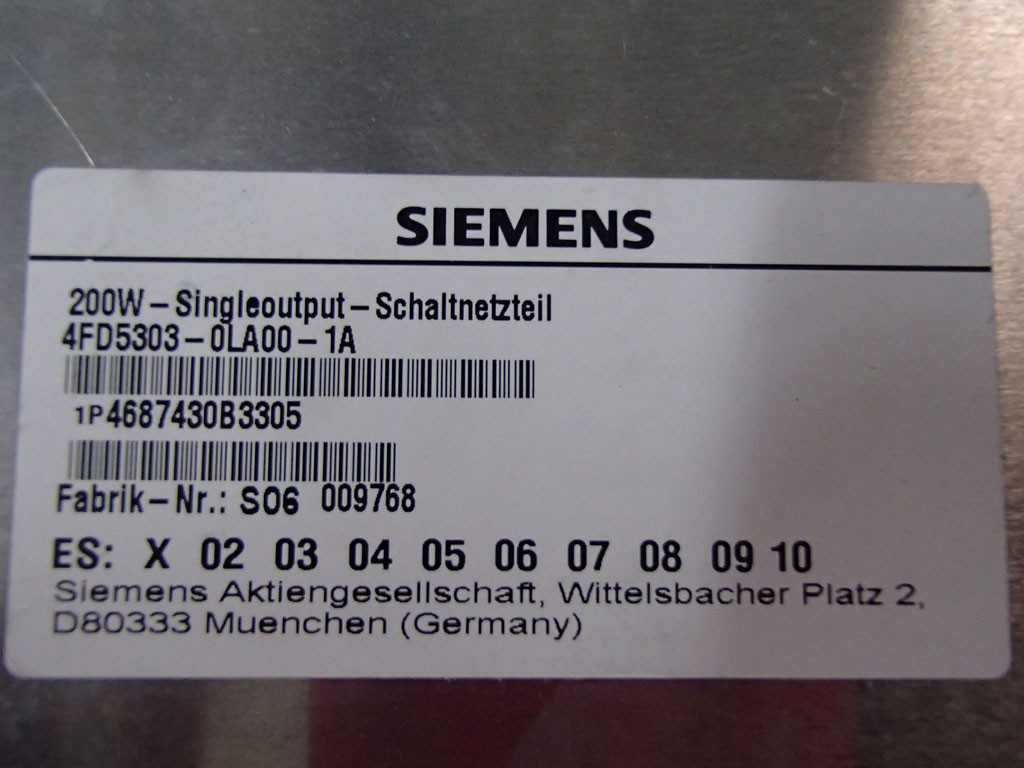 SIEMENS
200W-Singleoutput-Schaltnetzteil
4FD5303-0LA00-1A
1P4687430B3305
Fabrik-Nr.: S06 009768
ES: X 02 03 04 05 06 07 08 09 10
Siemens Aktiengesellschaft, Wittelsbacher Platz 2,
D80333 Muenchen (Germany)